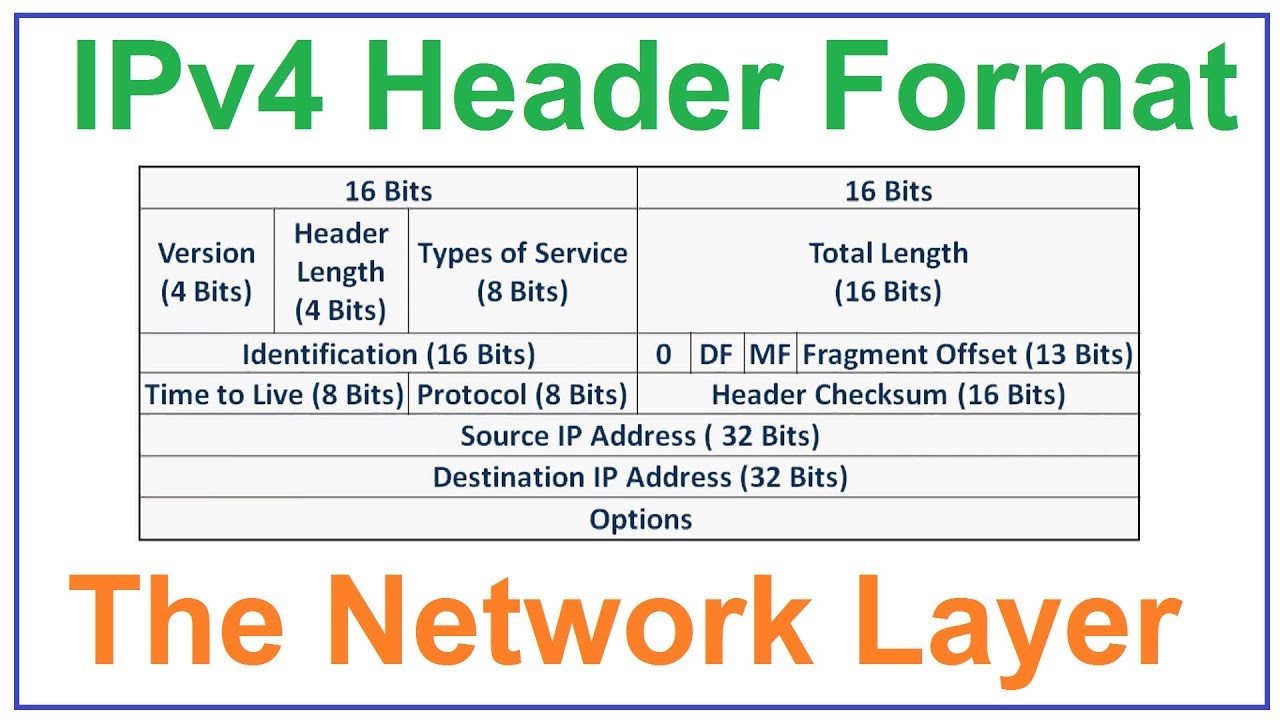 IPv4 Header Format
16 Bits
16 Bits
Version
(4 Bits)
Header
Length
(4 Bits)
Types of Service
(8 Bits)
Total Length
(16 Bits)
Identification (16 Bits)
0
DF
MF
Fragment Offset (13 Bits)
Time to Live (8 Bits)
Protocol (8 Bits)
Header Checksum (16 Bits)
Source IP Address ( 32 Bits)
Destination IP Address (32 Bits)
Options
The Network Layer